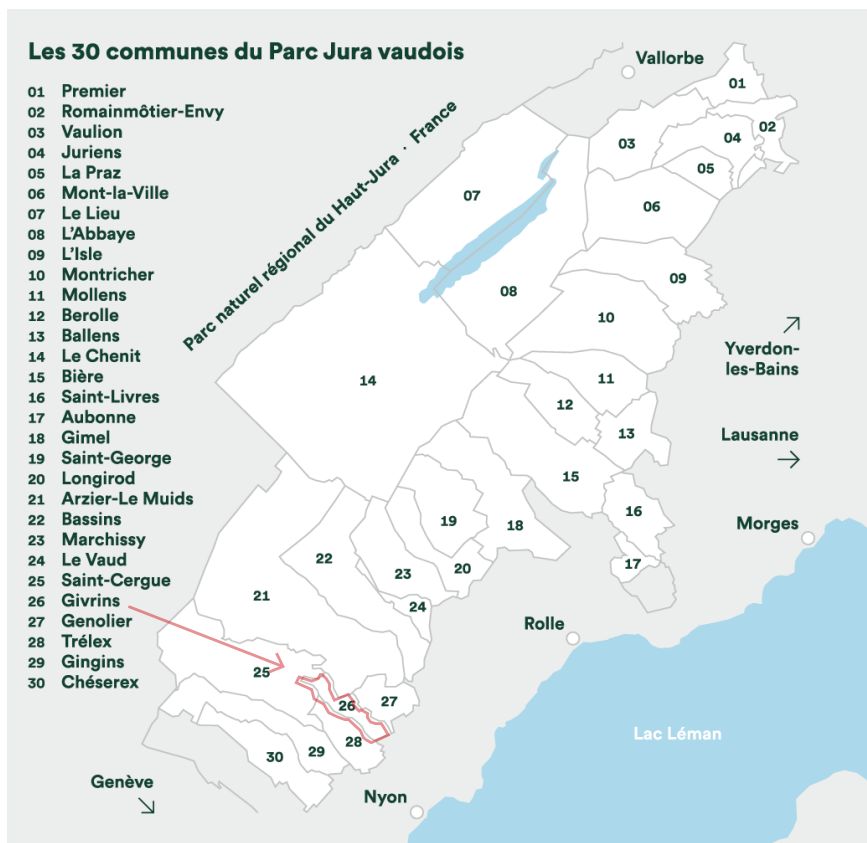 Les 30 communes du Parc Jura vaudois
01 Premier
02 Romainmôtier-Envy
03 Vaulion
04 Juriens
05 La Praz
06 Mont-la-Ville
07 Le Lieu
08 L'Abbaye
09 L'Isle
10 Montricher
11 Mollens
12 Berolle
13 Ballens
14 Le Chenit
15 Bière
16 Saint-Livres
17 Aubonne
18 Gimel
19 Saint-George
20 Longirod
21 Arzier-Le Muids
22 Bassins
23 Marchissy
24 Le Vaud
25 Saint-Cergue
26 Givrins
27 Genolier
28 Trélex
29 Gingins
30 Chéserex
Parc naturel régional du Haut-Jura · France
Vallorbe
01
02
03
04
05
06
07
08
09
10
Yverdon-
les-Bains
11
14
12
13
Lausanne
15
16
18
19
Morges
22
17
20
23
21
24
Rolle
25
27
26
Lac Léman
28
29
30
Genève
Nyon